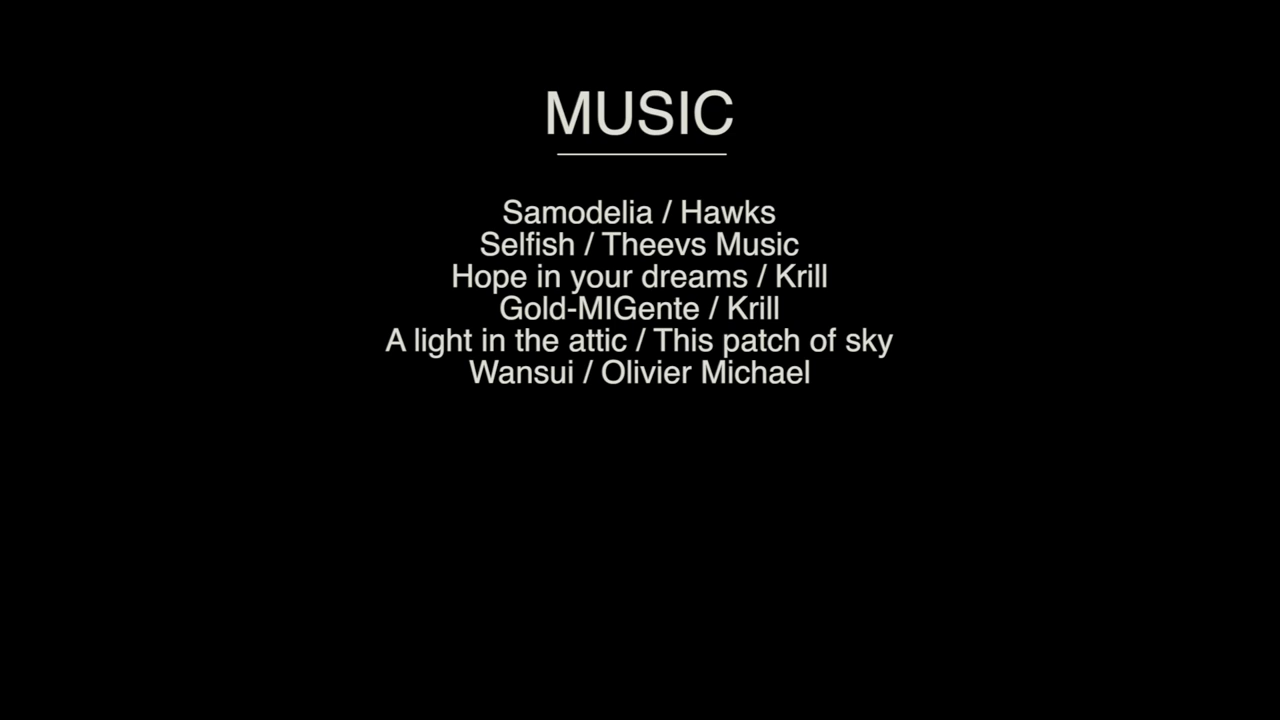 MUSIC
Samodelia / Hawks
Selfish / Theevs Music
Hope in your dreams / Krill
Gold-MIGente / Krill
A light in the attic / This patch of sky
Wansui / Olivier Michael